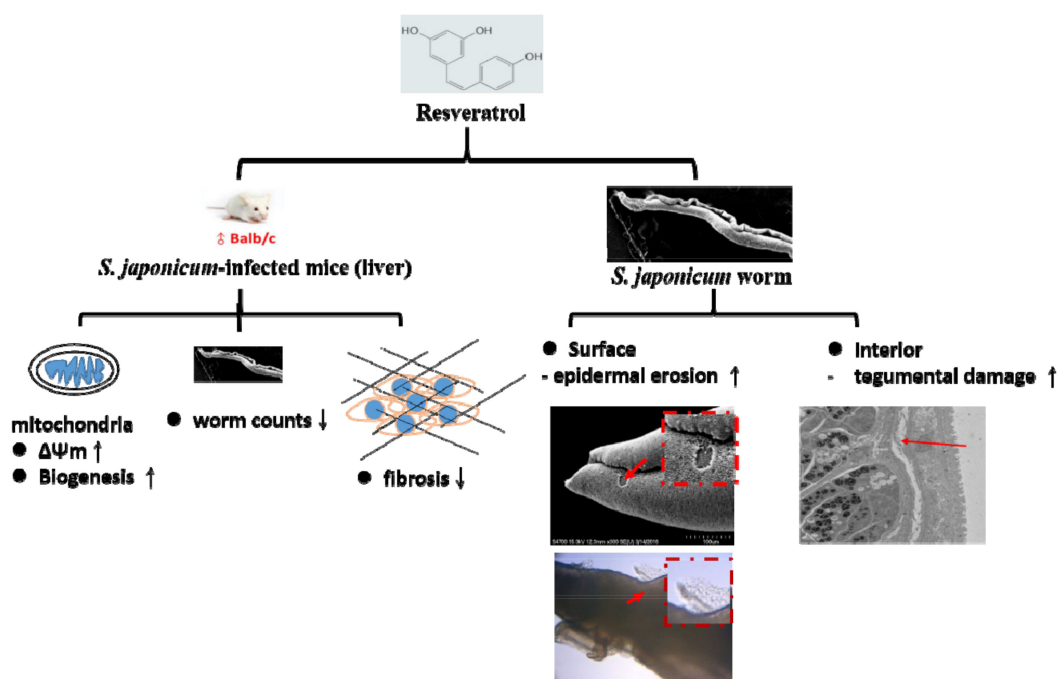 HO
OH
OH
Resveratrol
♂ Balb/c
S. japonicum-infected mice (liver)
S. japonicum worm
mitochondria
● ΔΨm ↑
● Biogenesis ↑
● worm counts ↓
● fibrosis ↓
● Surface
- epidermal erosion ↑
● Interior
- tegumental damage ↑
100μm